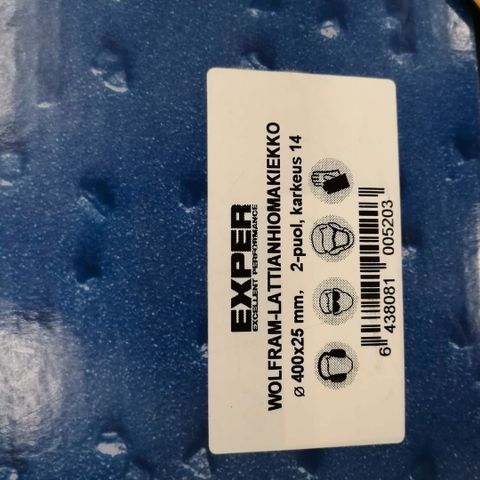 EXPER
EXCELLENT PERFORMANCE
WOLFRAM-LATTIANHIOMAKIEKKO
ø 400x25 mm, 2-puol, karkeus 14
6 438081 005203